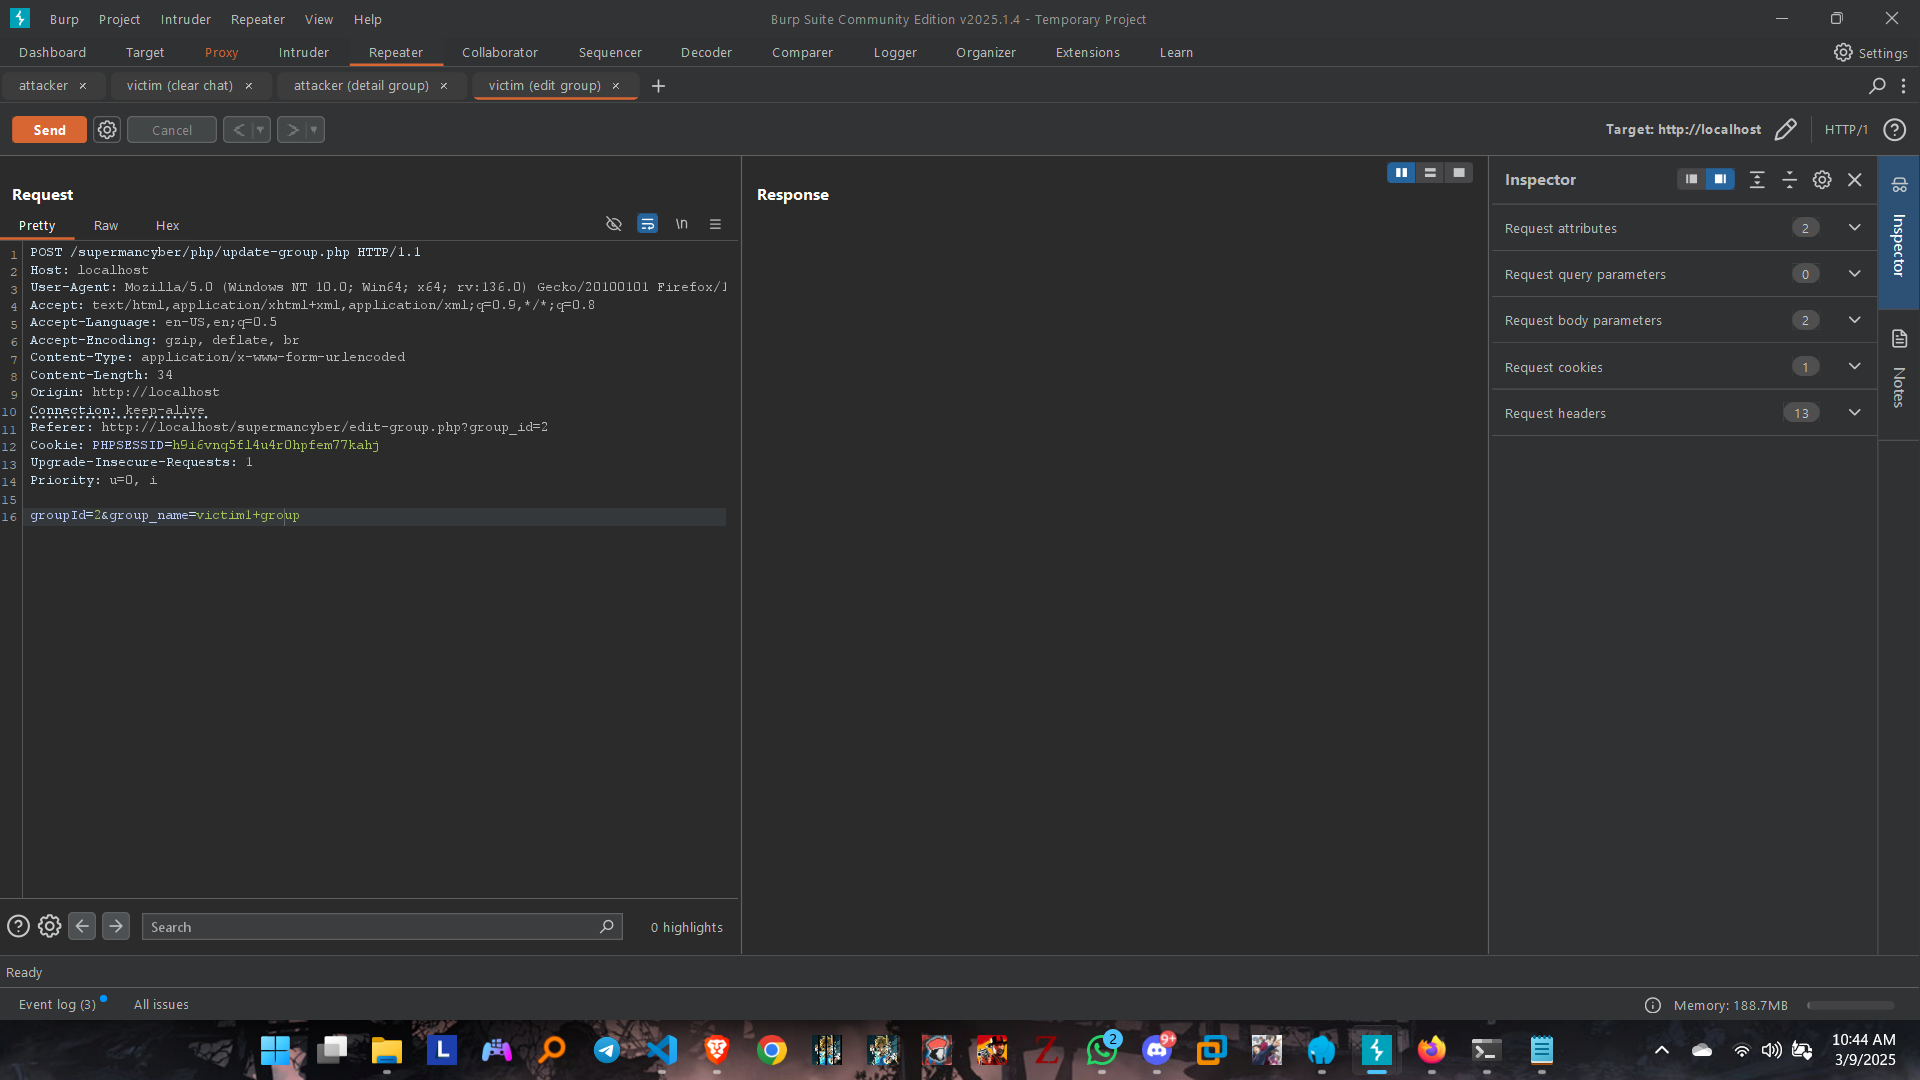 Burp Project Intruder Repeater View Help
Burp Suite Community Edition v2025.1.4 - Temporary Project
Dashboard Target Proxy Intruder Repeater Collaborator Sequencer Decoder Comparer Logger Organizer Extensions Learn
Settings
attacker × victim (clear chat) × attacker (detail group) × victim (edit group) × +
Send Cancel < >
Target: http://localhost HTTP/1 ?
Request
Pretty Raw Hex \n
1 POST /supermancyber/php/update-group.php HTTP/1.1
2 Host: localhost
3 User-Agent: Mozilla/5.0 (Windows NT 10.0; Win64; x64; rv:136.0) Gecko/20100101 Firefox/1
4 Accept: text/html,application/xhtml+xml,application/xml;q=0.9,*/*;q=0.8
5 Accept-Language: en-US,en;q=0.5
6 Accept-Encoding: gzip, deflate, br
7 Content-Type: application/x-www-form-urlencoded
8 Content-Length: 34
9 Origin: http://localhost
10 Connection: keep-alive
11 Referer: http://localhost/supermancyber/edit-group.php?group_id=2
12 Cookie: PHPSESSID=h9i6vnq5fl4u4r0hpfem77kahj
13 Upgrade-Insecure-Requests: 1
14 Priority: u=0, i
15
16 groupId=2&group_name=victim1+group
Response
Inspector
Request attributes 2
Request query parameters 0
Request body parameters 2
Request cookies 1
Request headers 13
Inspector
Notes
? Search 0 highlights
Ready
Event log (3) All issues
Memory: 188.7MB
L
Z
2
9+
10:44 AM
3/9/2025